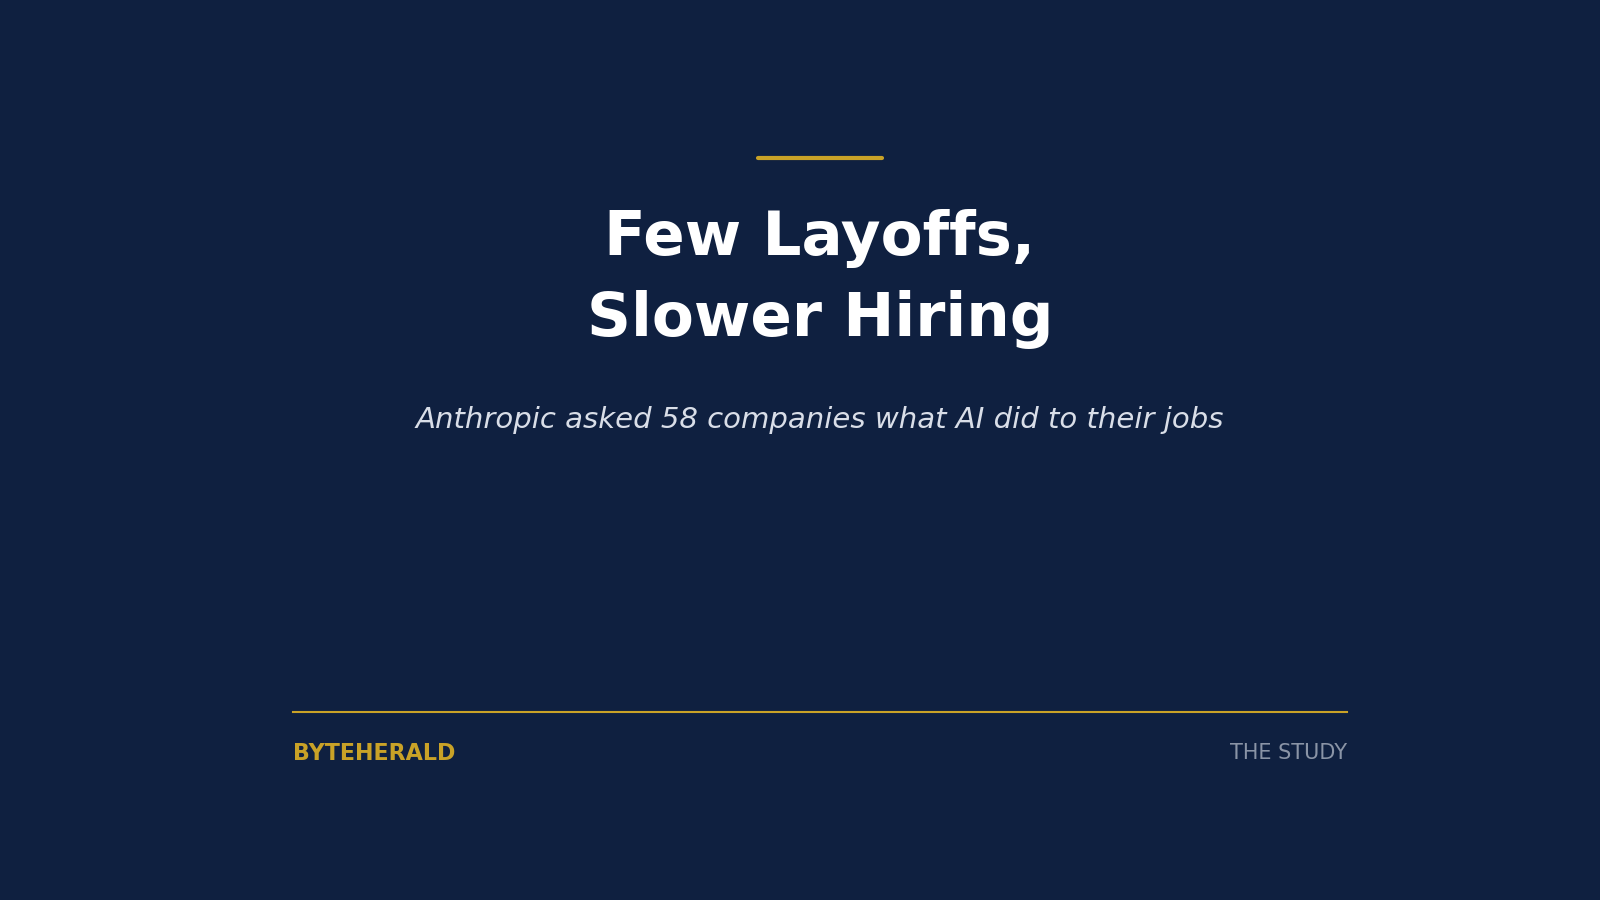 Few Layoffs,
Slower Hiring
Anthropic asked 58 companies what AI did to their jobs
BYTEHERALD
THE STUDY